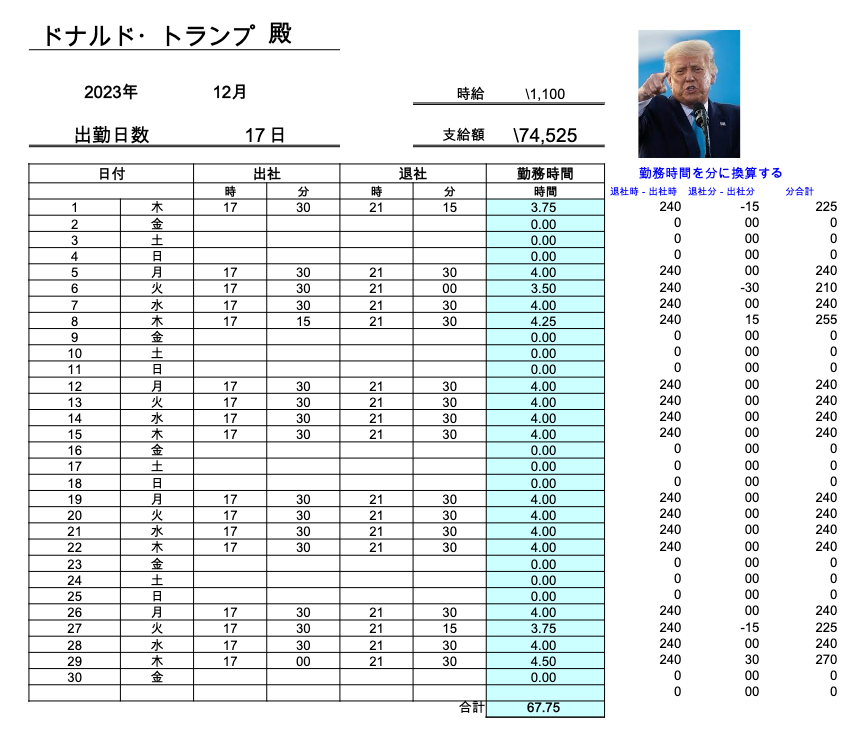 ドナルド・トランプ 殿
2023年 12月 時給 \1,100
出勤日数 17 日 支給額 \74,525
勤務時間を分に換算する
日付 出社 退社 勤務時間
時 分 時 分 時間 退社時 - 出社時 退社分 - 出社分 分合計
1 木 17 30 21 15 3.75 240 -15 225
2 金 0.00 0 00 0
3 土 0.00 0 00 0
4 日 0.00 0 00 0
5 月 17 30 21 30 4.00 240 00 240
6 火 17 30 21 00 3.50 240 -30 210
7 水 17 30 21 30 4.00 240 00 240
8 木 17 15 21 30 4.25 240 15 255
9 金 0.00 0 00 0
10 土 0.00 0 00 0
11 日 0.00 0 00 0
12 月 17 30 21 30 4.00 240 00 240
13 火 17 30 21 30 4.00 240 00 240
14 水 17 30 21 30 4.00 240 00 240
15 木 17 30 21 30 4.00 240 00 240
16 金 0.00 0 00 0
17 土 0.00 0 00 0
18 日 0.00 0 00 0
19 月 17 30 21 30 4.00 240 00 240
20 火 17 30 21 30 4.00 240 00 240
21 水 17 30 21 30 4.00 240 00 240
22 木 17 30 21 30 4.00 240 00 240
23 金 0.00 0 00 0
24 土 0.00 0 00 0
25 日 0.00 0 00 0
26 月 17 30 21 30 4.00 240 00 240
27 火 17 30 21 15 3.75 240 -15 225
28 水 17 30 21 30 4.00 240 00 240
29 木 17 00 21 30 4.50 240 30 270
30 金 0.00 0 00 0
0 00 0
合計 67.75